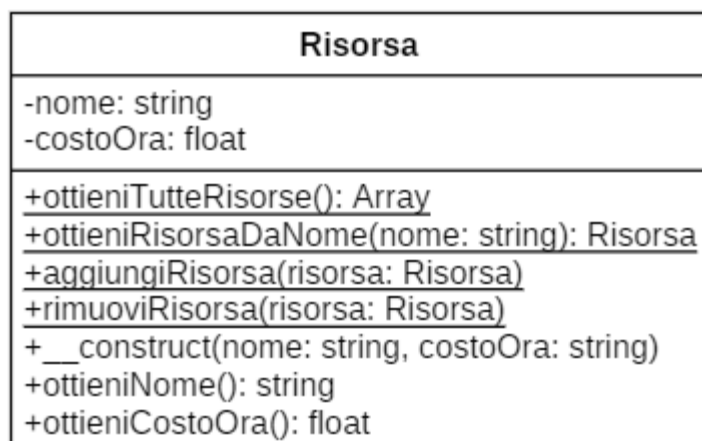 Risorsa
-nome: string
-costoOra: float
+ottieniTutteRisorse(): Array
+ottieniRisorsaDaNome(nome: string): Risorsa
+aggiungiRisorsa(risorsa: Risorsa)
+rimuoviRisorsa(risorsa: Risorsa)
+__construct(nome: string, costoOra: string)
+ottieniNome(): string
+ottieniCostoOra(): float